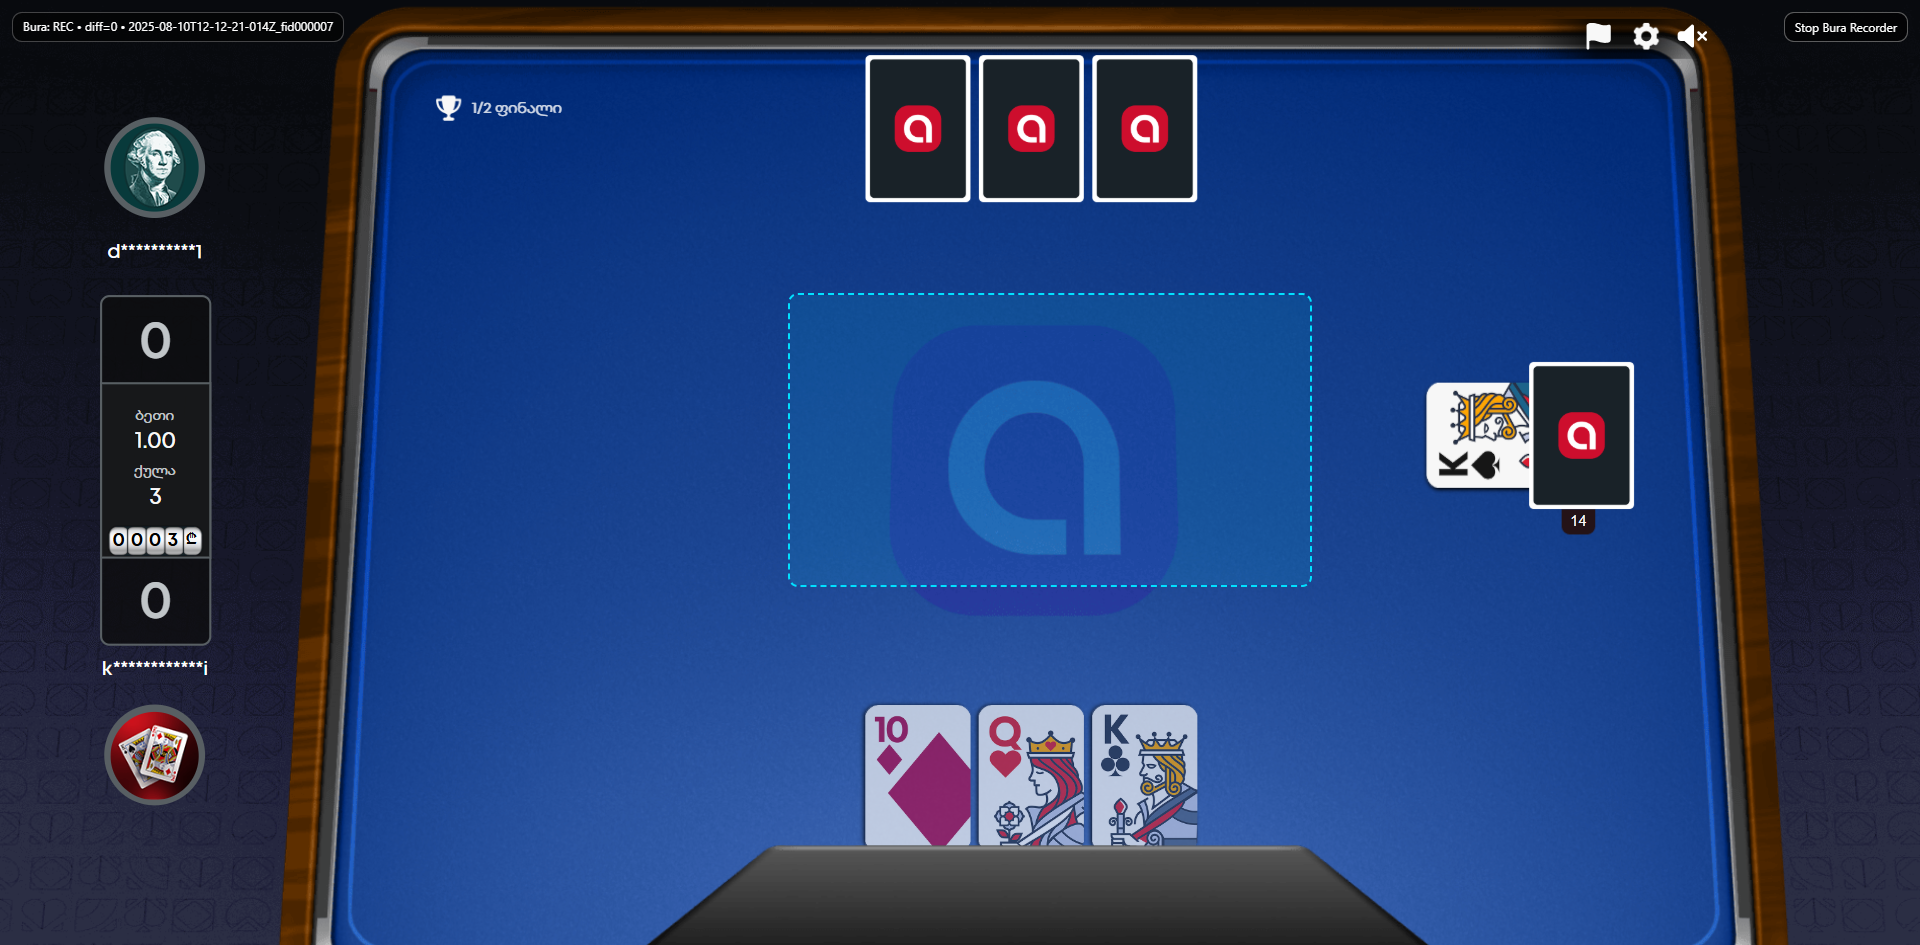 Bura: REC • diff=0 • 2025-08-10T12-12-21-014Z_fid000007
Stop Bura Recorder
1/2 ფინალი
d**********1
0
ბეთი
1.00
ქულა
3
0003₾
0
k************i
K
14
10
Q
K